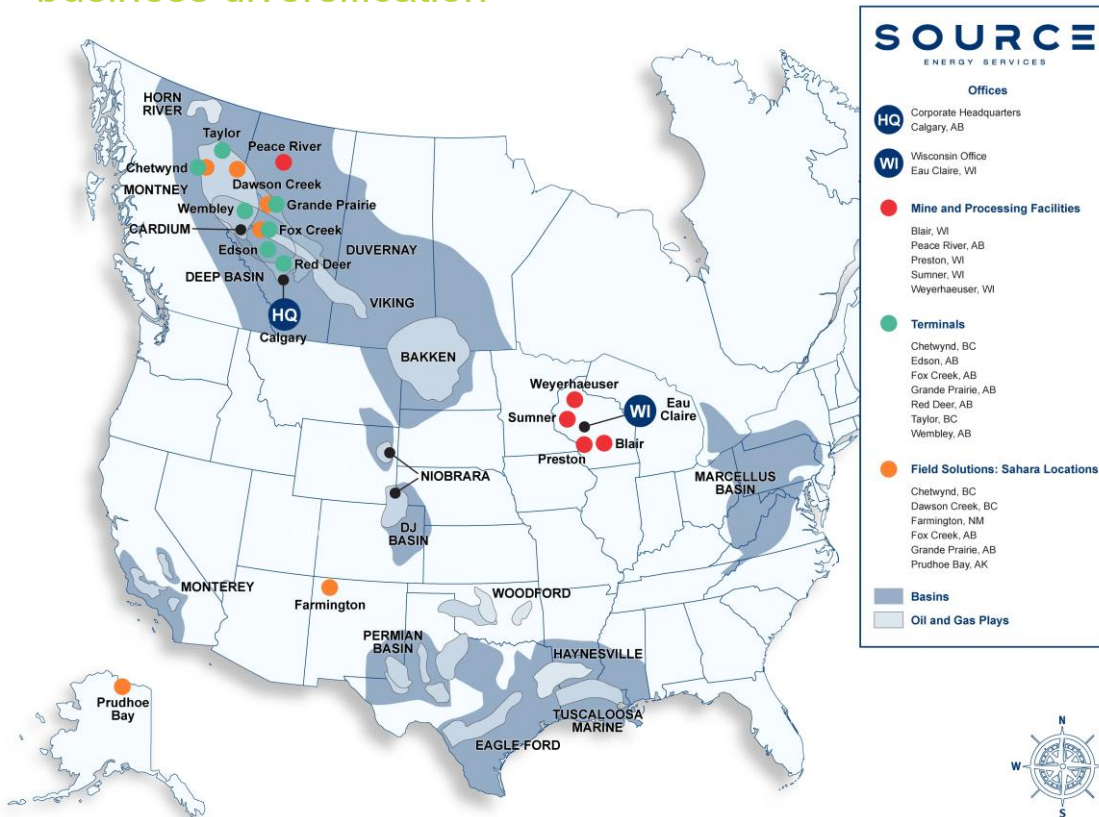 business diversification
HORN
RIVER
Taylor
Peace River
Chetwynd
Dawson Creek
MONTNEY
Wembley
Grande Prairie
CARDIUM
Fox Creek
Edson
DUVERNAY
Red Deer
DEEP BASIN
VIKING
HQ
Calgary
BAKKEN
Weyerhaeuser
Sumner
WI
Eau
Claire
Blair
Preston
NIOBRARA
MARCELLUS
BASIN
DJ
BASIN
MONTEREY
Farmington
WOODFORD
PERMIAN
BASIN
HAYNESVILLE
TUSCALOOSA
MARINE
EAGLE FORD
Prudhoe
Bay
SOURCE
ENERGY SERVICES
Offices
HQ
Corporate Headquarters
Calgary, AB
WI
Wisconsin Office
Eau Claire, WI
Mine and Processing Facilities
Blair, WI
Peace River, AB
Preston, WI
Sumner, WI
Weyerhaeuser, WI
Terminals
Chetwynd, BC
Edson, AB
Fox Creek, AB
Grande Prairie, AB
Red Deer, AB
Taylor, BC
Wembley, AB
Field Solutions: Sahara Locations
Chetwynd, BC
Dawson Creek, BC
Farmington, NM
Fox Creek, AB
Grande Prairie, AB
Prudhoe Bay, AK
Basins
Oil and Gas Plays
N
W
S